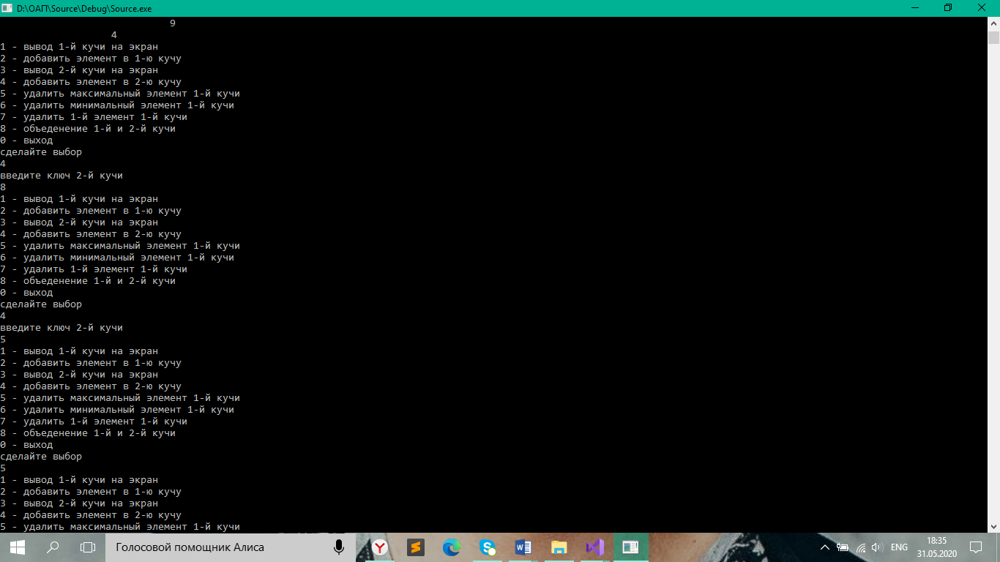 D:\ОАП\Source\Debug\Source.exe
9
4
1 - вывод 1-й кучи на экран
2 - добавить элемент в 1-ю кучу
3 - вывод 2-й кучи на экран
4 - добавить элемент в 2-ю кучу
5 - удалить максимальный элемент 1-й кучи
6 - удалить минимальный элемент 1-й кучи
7 - удалить 1-й элемент 1-й кучи
8 - объеденение 1-й и 2-й кучи
0 - выход
сделайте выбор
4
введите ключ 2-й кучи
8
1 - вывод 1-й кучи на экран
2 - добавить элемент в 1-ю кучу
3 - вывод 2-й кучи на экран
4 - добавить элемент в 2-ю кучу
5 - удалить максимальный элемент 1-й кучи
6 - удалить минимальный элемент 1-й кучи
7 - удалить 1-й элемент 1-й кучи
8 - объеденение 1-й и 2-й кучи
0 - выход
сделайте выбор
4
введите ключ 2-й кучи
5
1 - вывод 1-й кучи на экран
2 - добавить элемент в 1-ю кучу
3 - вывод 2-й кучи на экран
4 - добавить элемент в 2-ю кучу
5 - удалить максимальный элемент 1-й кучи
6 - удалить минимальный элемент 1-й кучи
7 - удалить 1-й элемент 1-й кучи
8 - объеденение 1-й и 2-й кучи
0 - выход
сделайте выбор
5
1 - вывод 1-й кучи на экран
2 - добавить элемент в 1-ю кучу
3 - вывод 2-й кучи на экран
4 - добавить элемент в 2-ю кучу
5 - удалить максимальный элемент 1-й кучи
Голосовой помощник Алиса
ENG
18:35
31.05.2020